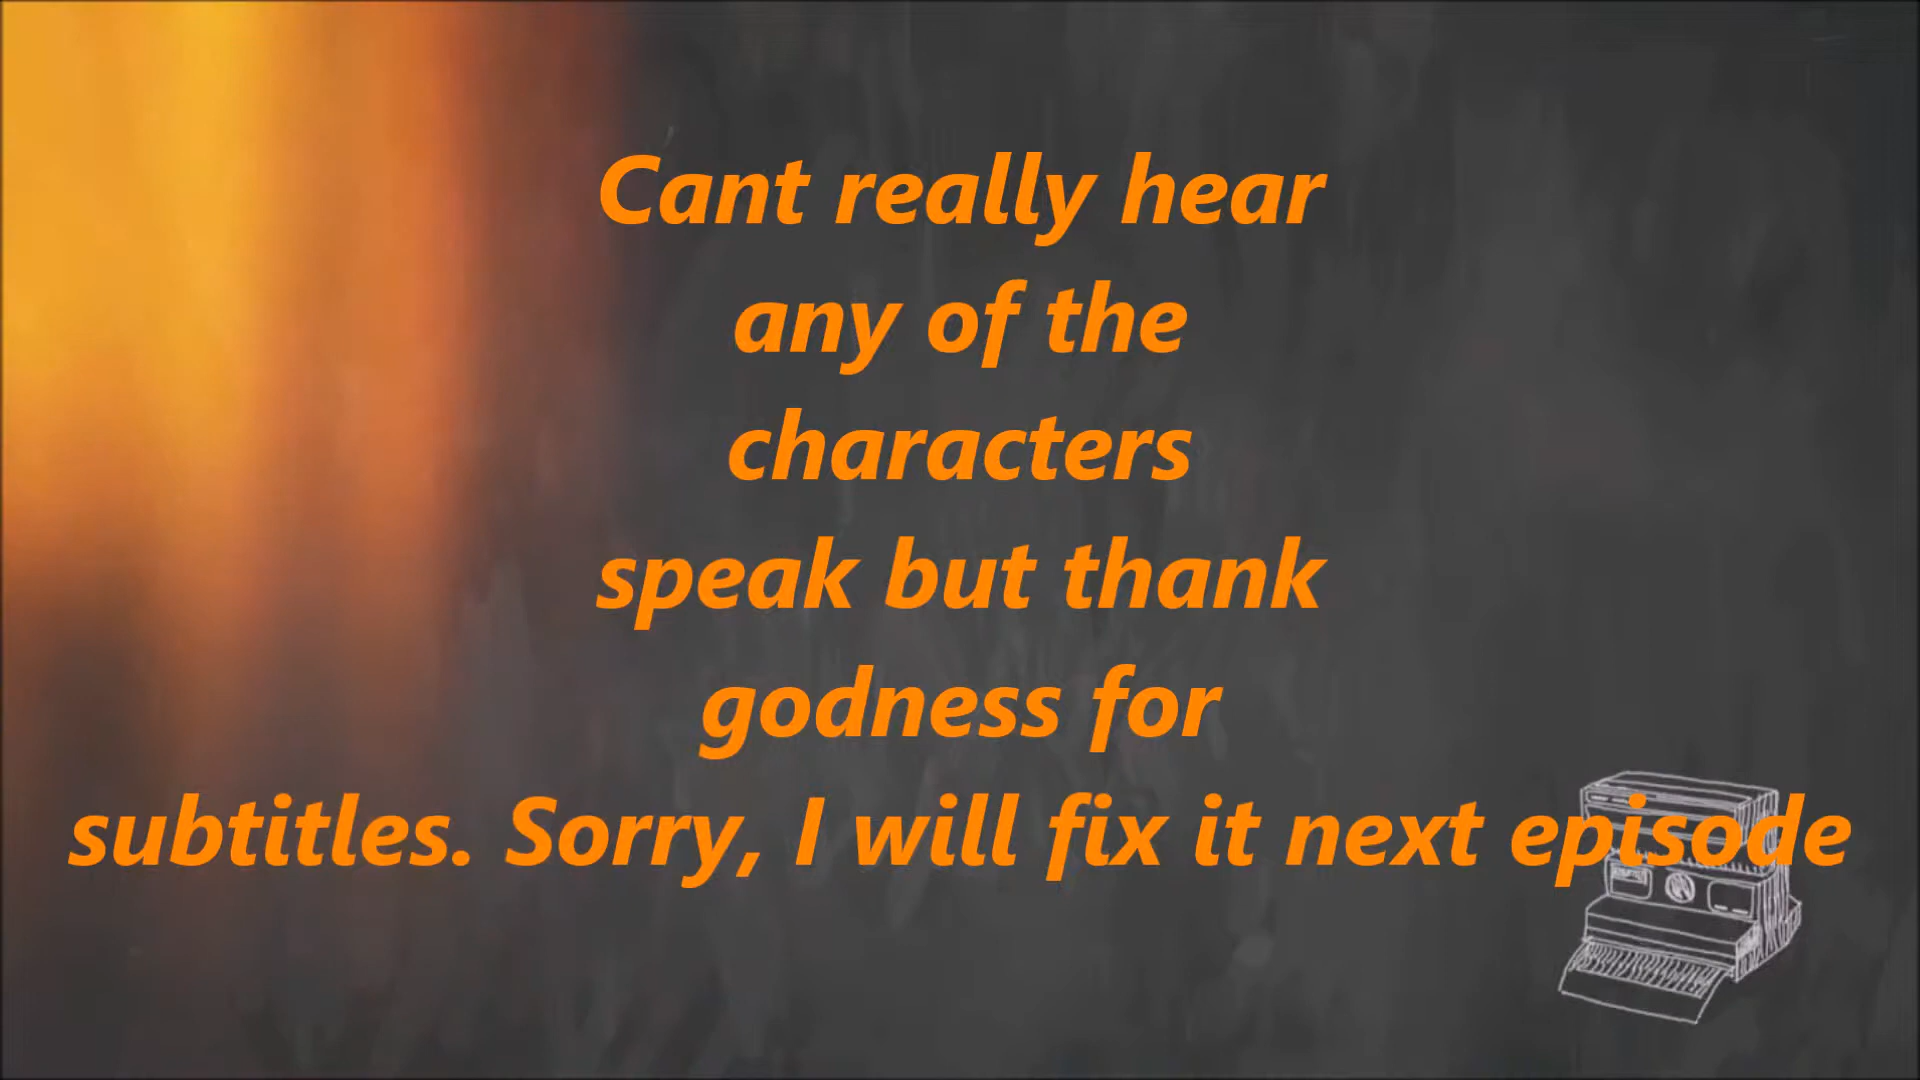 Cant really hear
any of the
characters
speak but thank
godness for
subtitles. Sorry, I will fix it next episode